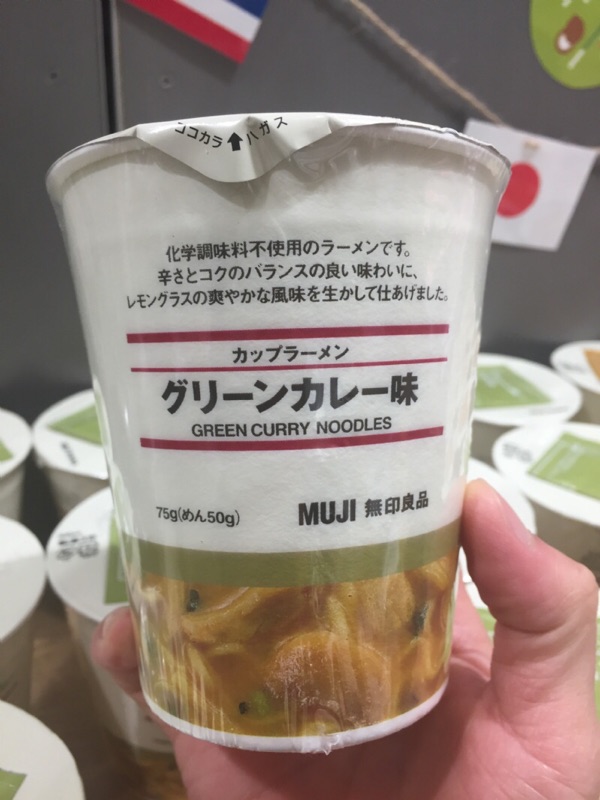 ココカラ⬆ハガス
化学調味料不使用のラーメンです。
辛さとコクのバランスの良い味わいに、
レモングラスの爽やかな風味を生かして仕あげました。
カップラーメン
グリーンカレー味
GREEN CURRY NOODLES
75g(めん50g)
MUJI 無印良品